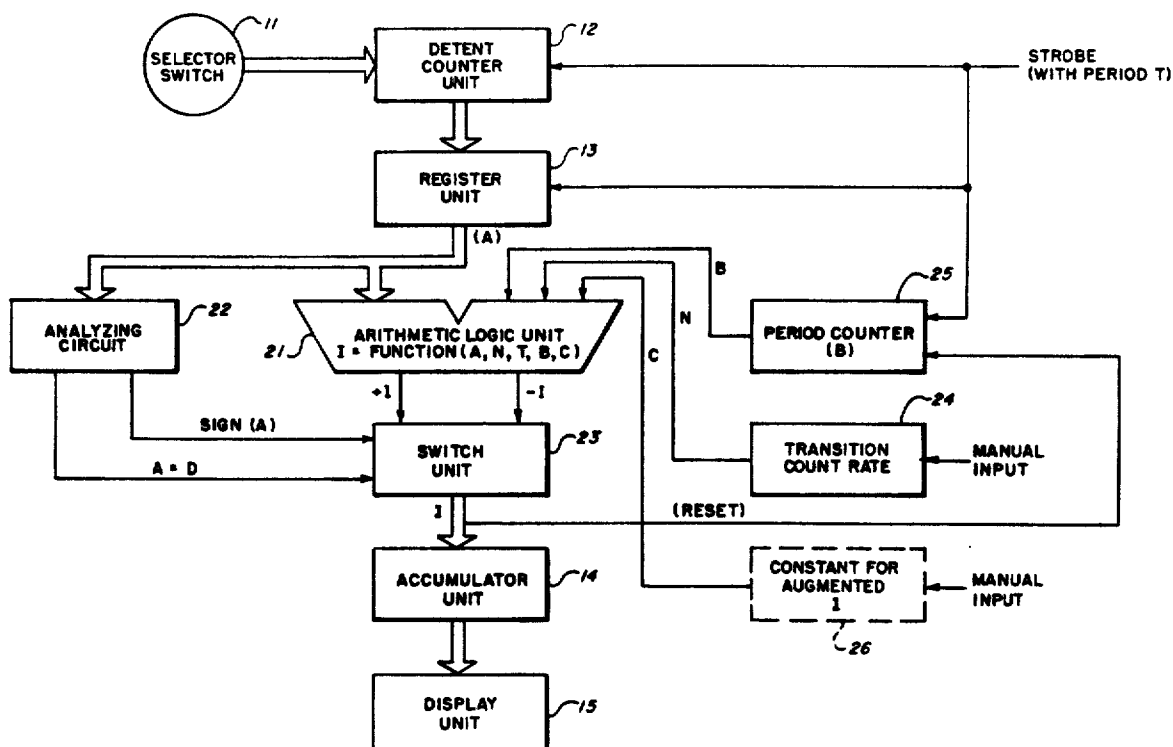 11
SELECTOR
SWITCH
12
DETENT
COUNTER
UNIT
STROBE
(WITH PERIOD T)
13
REGISTER
UNIT
(A)
22
ANALYZING
CIRCUIT
21
ARITHMETIC LOGIC UNIT
I = FUNCTION (A, N, T, B, C)
B
N
C
25
PERIOD COUNTER
(B)
+I
-I
SIGN (A)
A = D
23
SWITCH
UNIT
24
TRANSITION
COUNT RATE
MANUAL
INPUT
I
(RESET)
14
ACCUMULATOR
UNIT
CONSTANT FOR
AUGMENTED
I
26
MANUAL
INPUT
15
DISPLAY
UNIT